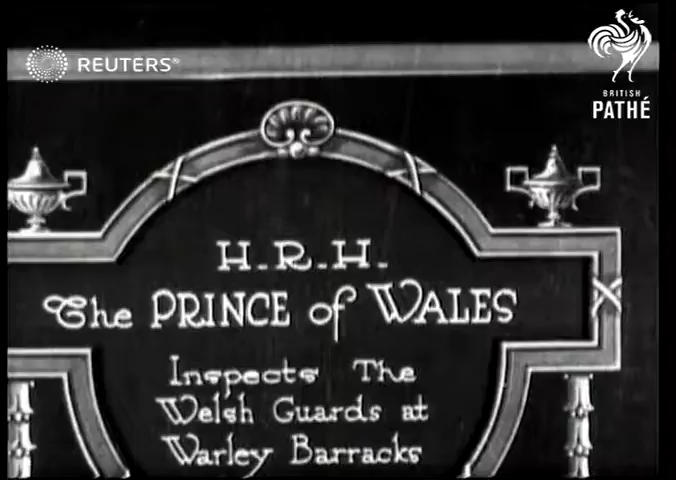 REUTERS®
BRITISH
PATHÉ
H.R.H.
The PRINCE of WALES
Inspects The
Welsh Guards at
Warley Barracks